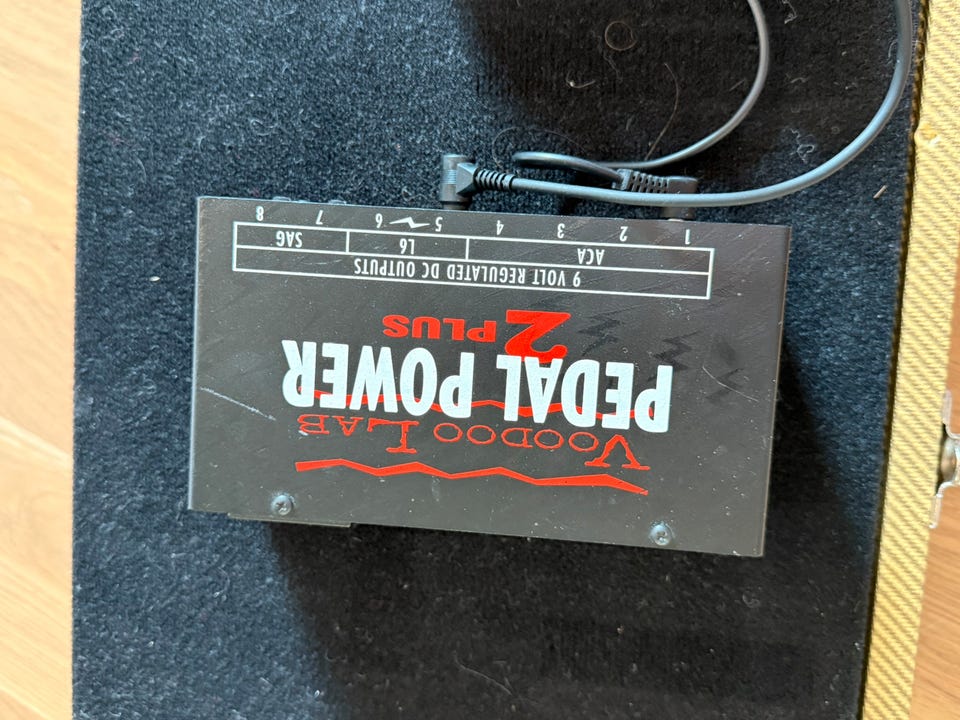 VOODOO LAB
PEDAL POWER
2 PLUS
9 VOLT REGULATED DC OUTPUTS
ACA L6 SAG
1 2 3 4 5 6 7 8